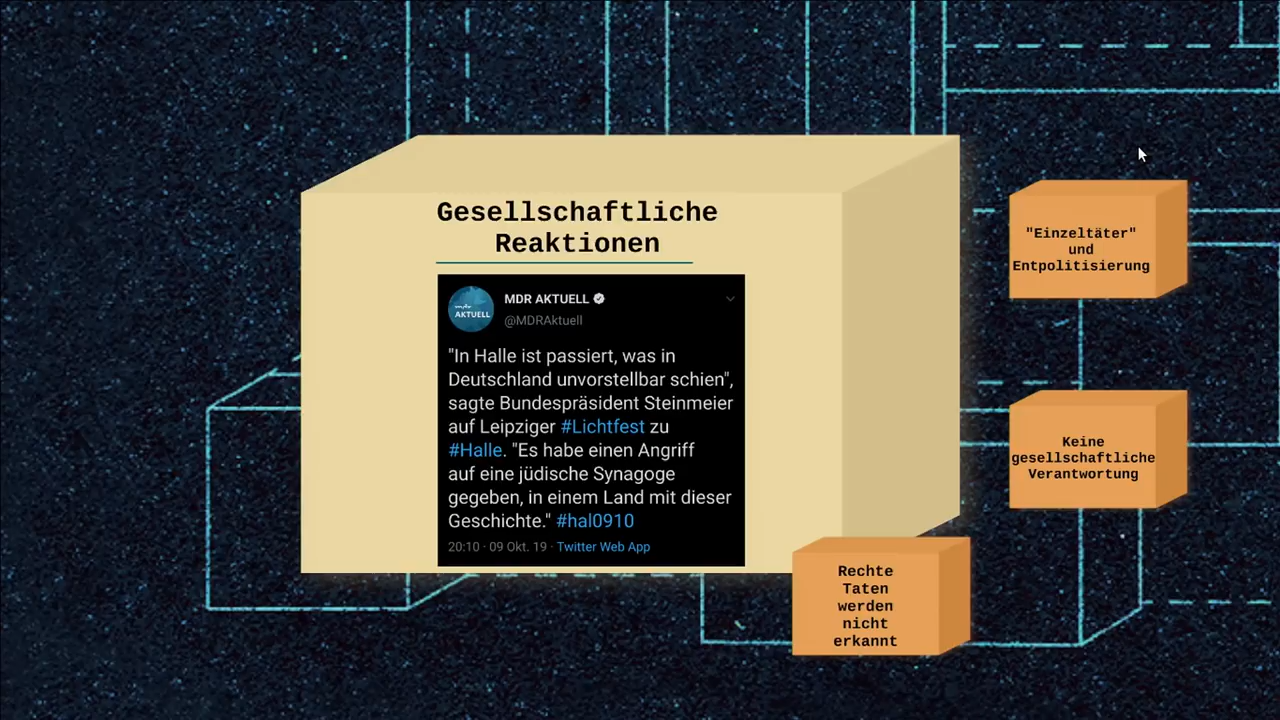 Gesellschaftliche
Reaktionen
MDR AKTUELL
@MDRAktuell
mdr
AKTUELL
"In Halle ist passiert, was in
Deutschland unvorstellbar schien",
sagte Bundespräsident Steinmeier
auf Leipziger #Lichtfest zu
#Halle. "Es habe einen Angriff
auf eine jüdische Synagoge
gegeben, in einem Land mit dieser
Geschichte." #hal0910
20:10 · 09 Okt. 19 · Twitter Web App
"Einzeltäter"
und
Entpolitisierung
Keine
gesellschaftliche
Verantwortung
Rechte
Taten
werden
nicht
erkannt